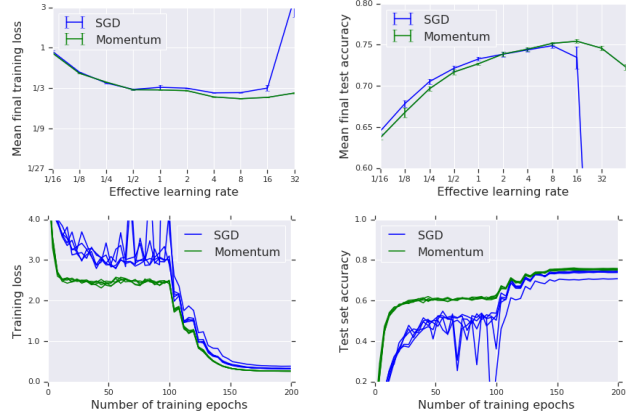 3
1
1/3
1/9
1/27
Mean final training loss
SGD
Momentum
1/16 1/8 1/4 1/2 1 2 4 8 16 32
Effective learning rate
0.80
0.75
0.70
0.65
0.60
Mean final test accuracy
SGD
Momentum
1/16 1/8 1/4 1/2 1 2 4 8 16 32
Effective learning rate
4.0
3.0
2.0
1.0
0.0
Training loss
SGD
Momentum
0 50 100 150 200
Number of training epochs
1.0
0.8
0.6
0.4
0.2
Test set accuracy
SGD
Momentum
0 50 100 150 200
Number of training epochs